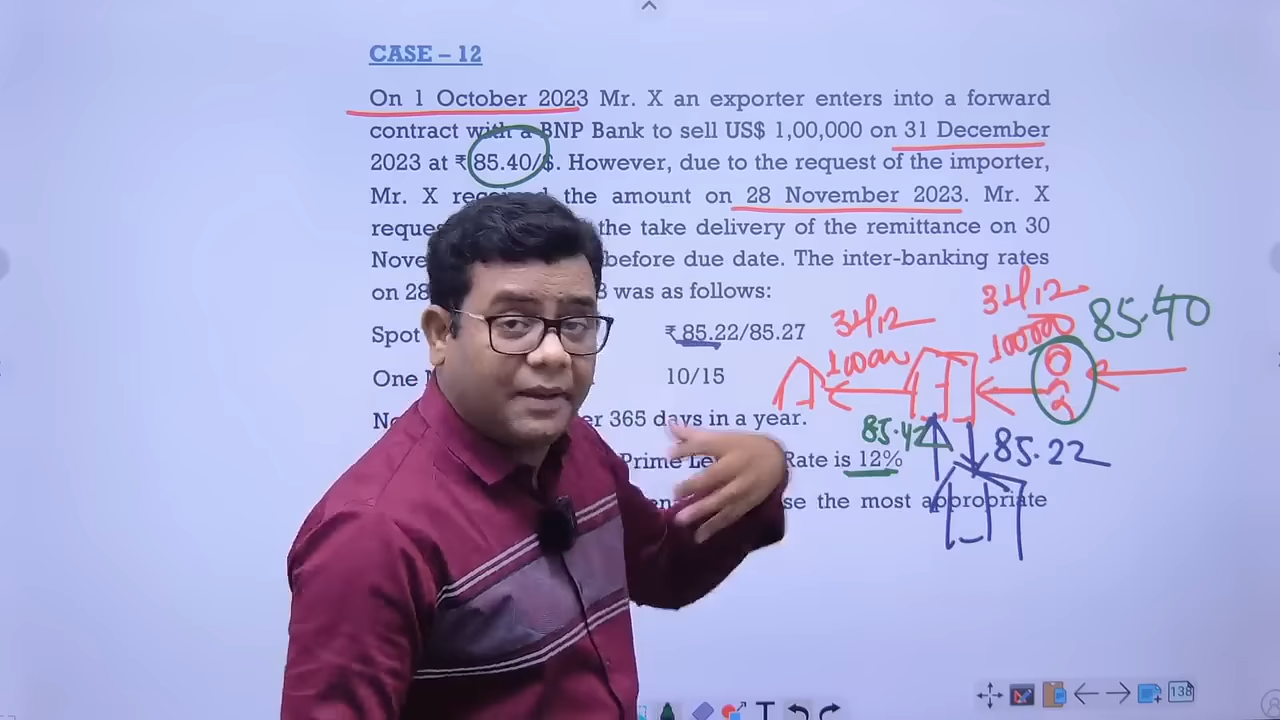 CASE – 12
On 1 October 2023 Mr. X an exporter enters into a forward
contract with a BNP Bank to sell US$ 1,00,000 on 31 December
2023 at ₹ 85.40/$. However, due to the request of the importer,
Mr. X the amount on 28 November 2023. Mr. X
the take delivery of the remittance on 30
before due date. The inter-banking rates
on 28 was as follows:
Spot ₹ 85.22/85.27
One 10/15
365 days in a year.
Prime Rate is 12%
the most appropriate
31/12
31/12
85.40
100000
85.42
85.22
138